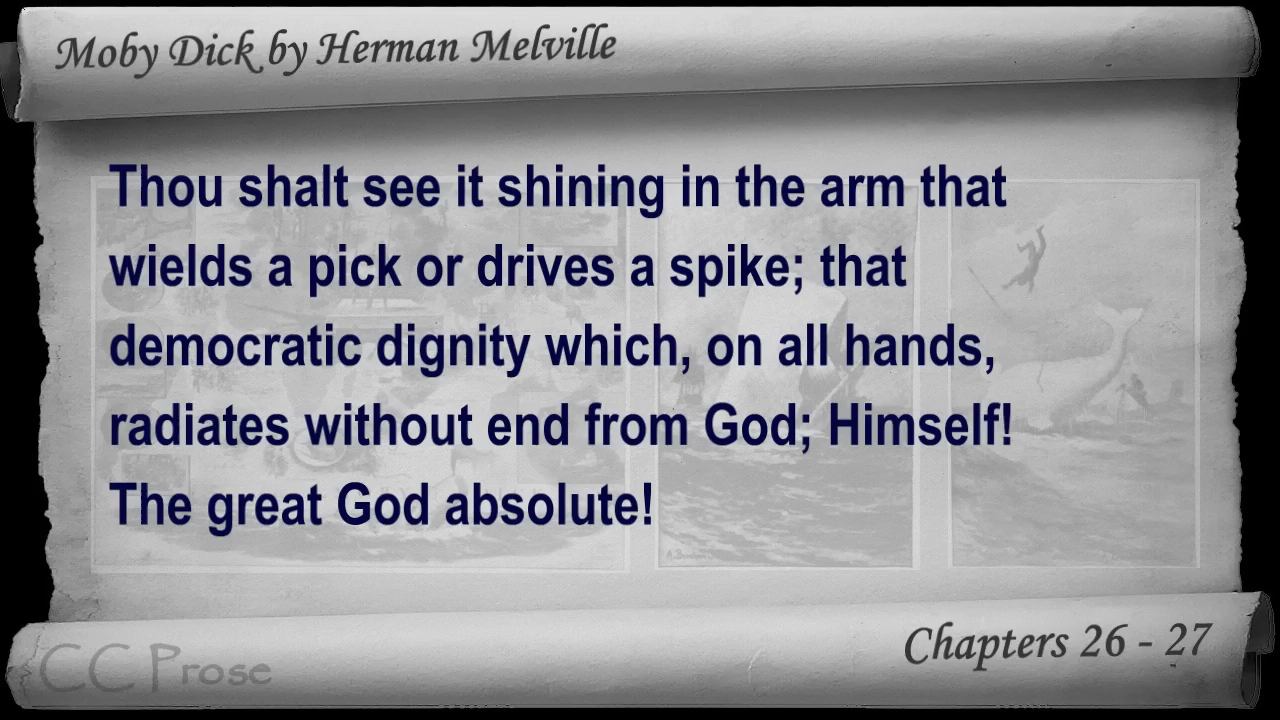 Moby Dick by Herman Melville
Thou shalt see it shining in the arm that
wields a pick or drives a spike; that
democratic dignity which, on all hands,
radiates without end from God; Himself!
The great God absolute!
Chapters 26 - 27
CC Prose